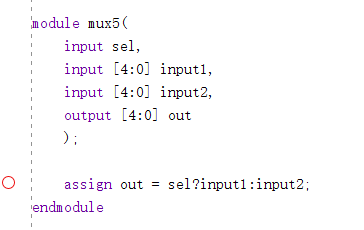 module mux5(
    input sel,
    input [4:0] input1,
    input [4:0] input2,
    output [4:0] out
    );

    assign out = sel?input1:input2;
endmodule